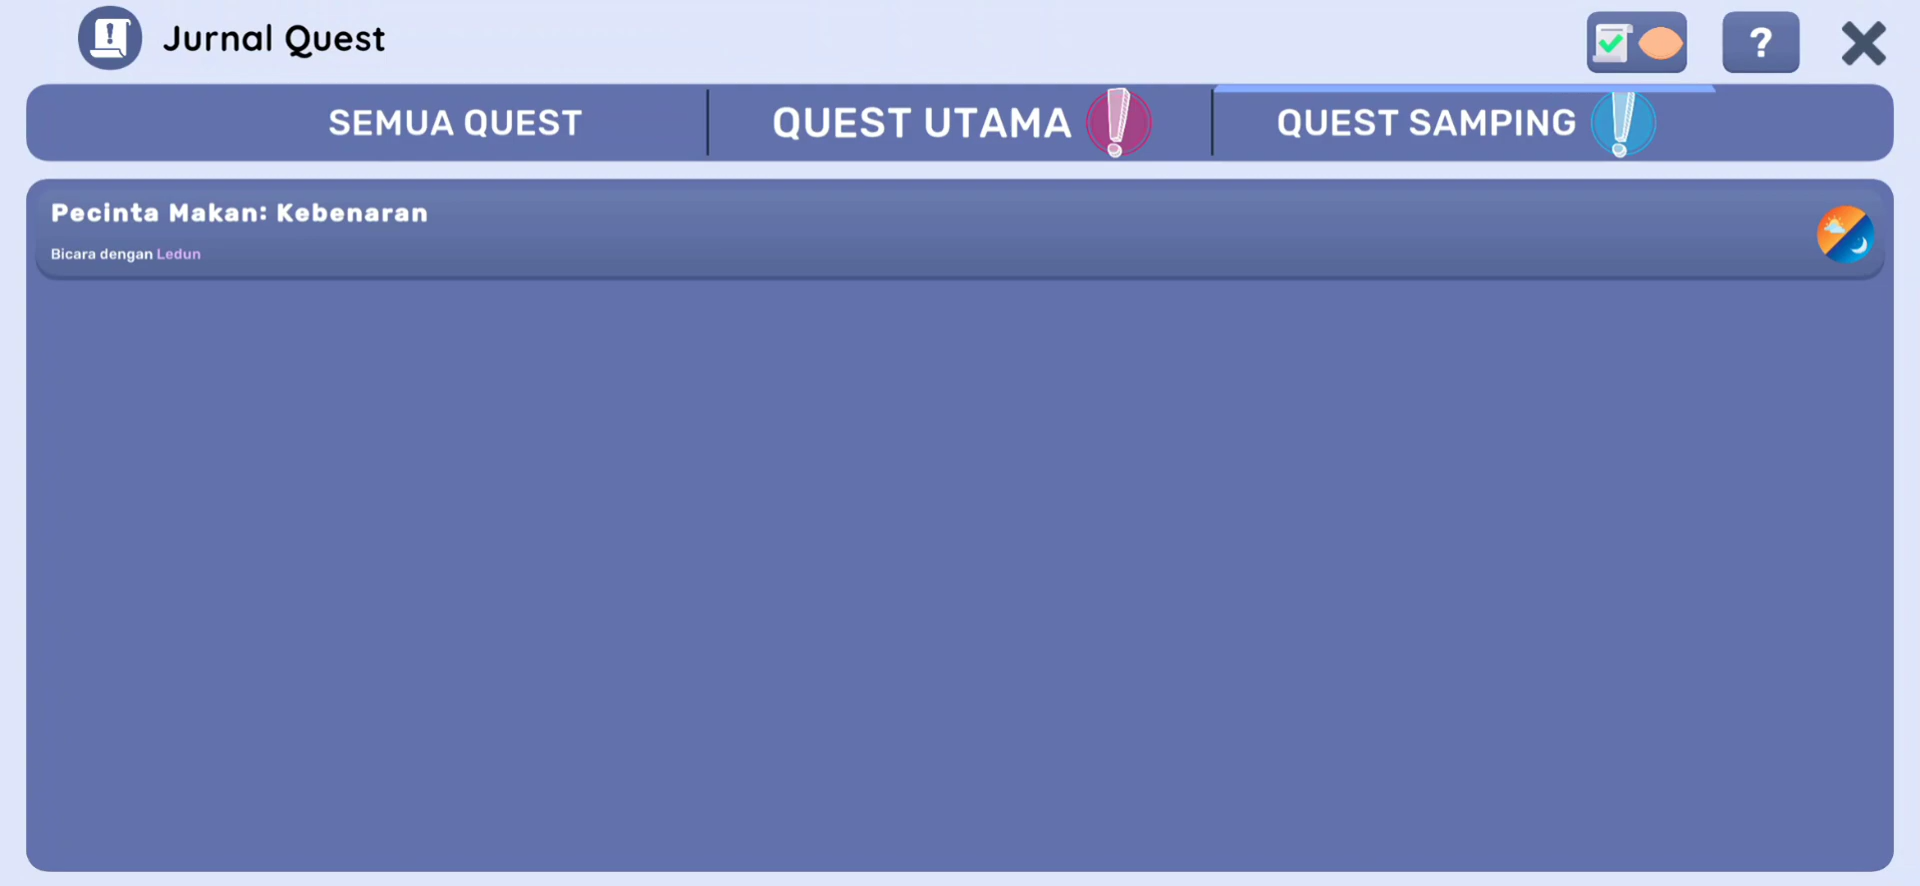 Jurnal Quest
?
SEMUA QUEST
QUEST UTAMA
QUEST SAMPING
Pecinta Makan: Kebenaran
Bicara dengan Ledun